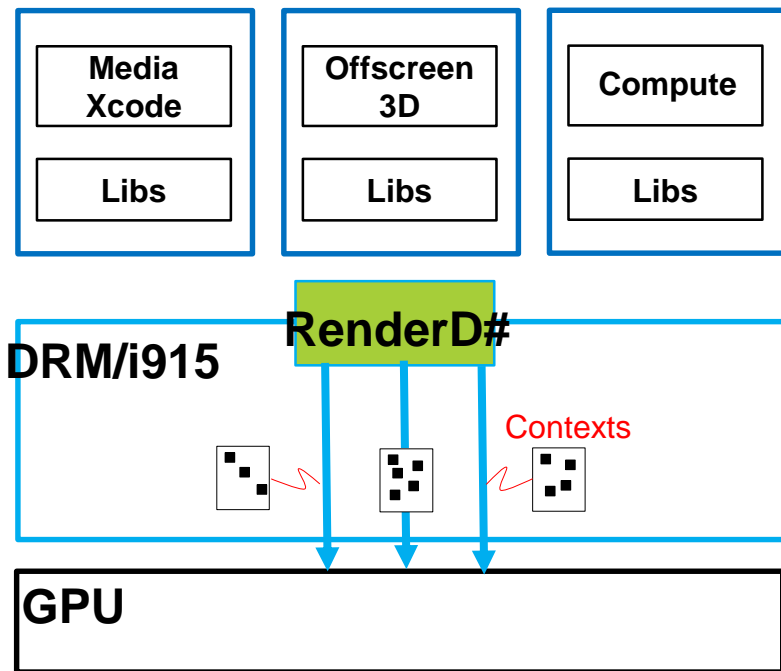 Media
Xcode
Offscreen
3D
Compute
Libs
Libs
Libs
RenderD#
DRM/i915
Contexts
GPU